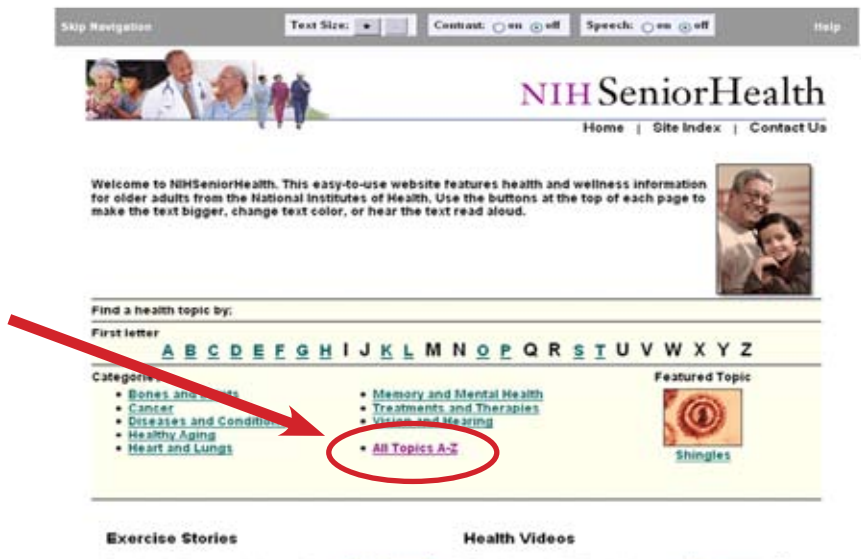 Skip Navigation Text Size: + - Contrast: on off Speech: on off Help
NIH SeniorHealth
Home | Site Index | Contact Us
Welcome to NIHSeniorHealth. This easy-to-use website features health and wellness information
for older adults from the National Institutes of Health. Use the buttons at the top of each page to
make the text bigger, change text color, or hear the text read aloud.
Find a health topic by:
First letter
A B C D E F G H I J K L M N O P Q R S T U V W X Y Z
Categories
Featured Topic
• Bones and
• Cancer
• Diseases and
• Healthy Aging
• Heart and Lungs
• Memory and Mental Health
• Treatments and Therapies
• Vision and Hearing
• All Topics A-Z
Shingles
Exercise Stories
Health Videos